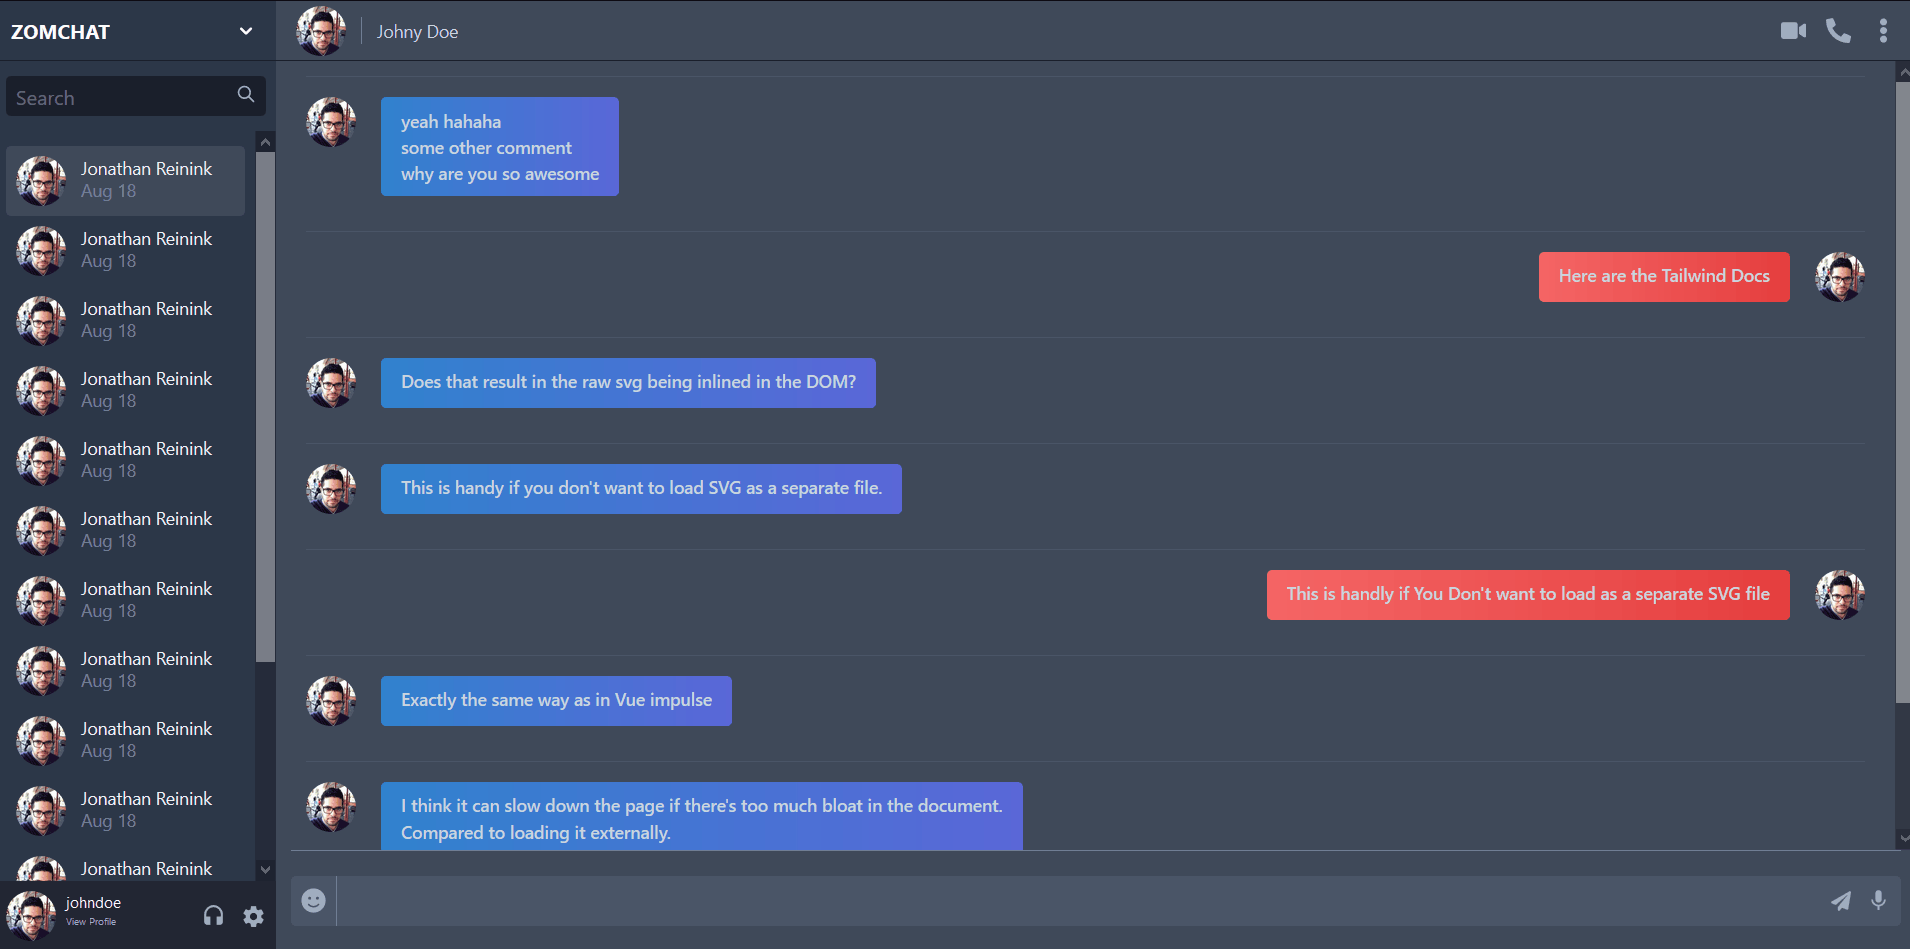 ZOMCHAT
Search
Jonathan Reinink
Aug 18
Jonathan Reinink
Aug 18
Jonathan Reinink
Aug 18
Jonathan Reinink
Aug 18
Jonathan Reinink
Aug 18
Jonathan Reinink
Aug 18
Jonathan Reinink
Aug 18
Jonathan Reinink
Aug 18
Jonathan Reinink
Aug 18
Jonathan Reinink
Aug 18
Jonathan Reinink
johndoe
View Profile
Johny Doe
yeah hahaha
some other comment
why are you so awesome
Here are the Tailwind Docs
Does that result in the raw svg being inlined in the DOM?
This is handy if you don't want to load SVG as a separate file.
This is handly if You Don't want to load as a separate SVG file
Exactly the same way as in Vue impulse
I think it can slow down the page if there's too much bloat in the document.
Compared to loading it externally.